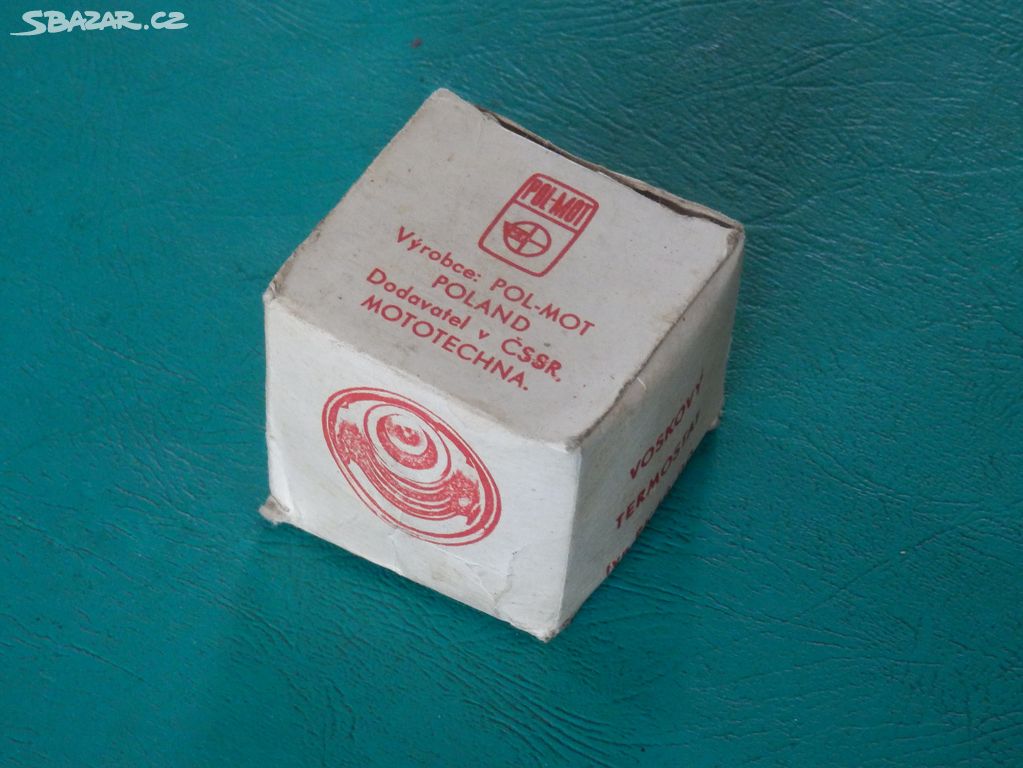 SBAZAR.CZ
POL-MOT
Výrobce: POL-MOT
POLAND
Dodavatel v ČSSR.
MOTOTECHNA.
VOSKOVÝ
TERMOSTAT